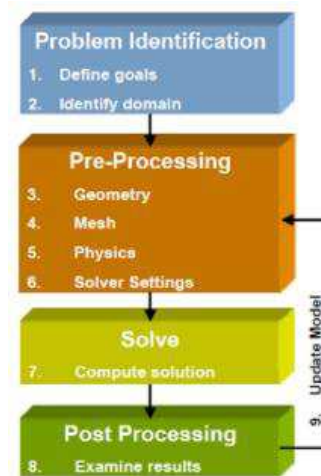 Problem Identification
1. Define goals
2. Identify domain
Pre-Processing
3. Geometry
4. Mesh
5. Physics
6. Solver Settings
Solve
7. Compute solution
Post Processing
8. Examine results
9. Update Model